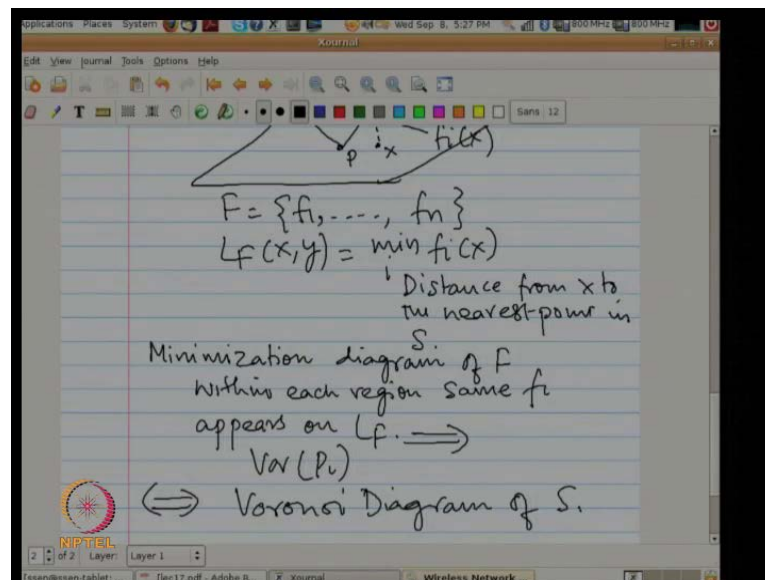 Applications Places System Wed Sep 8, 5:27 PM 800 MHz 800 MHz
Xournal
Edit View Journal Tools Options Help
T Sans 12
P x fi(x)
F = {f1, ----, fn}
LF(x,y) = min fi(x)
i
Distance from x to
the nearest-point in
S
Minimization diagram of F
Within each region same fi
appears on LF. ⟹
Vor(Pi)
⟺ Voronoi Diagram of S.
NPTEL
2 of 2 Layer: Layer 1
[ssen@ssen-tablet: [lec17.pdf - Adobe R... Xournal Wireless Network